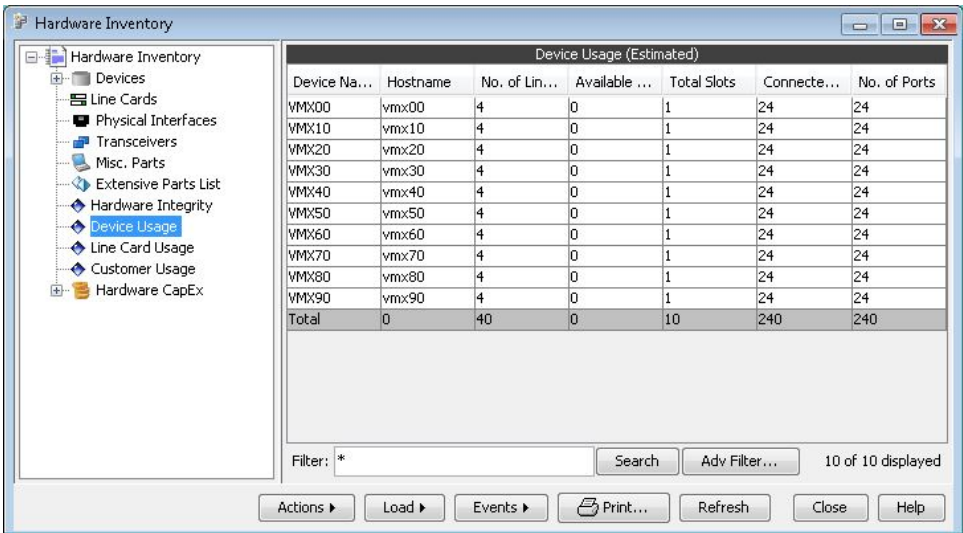 Hardware Inventory
Hardware Inventory
Devices
Line Cards
Physical Interfaces
Transceivers
Misc. Parts
Extensive Parts List
Hardware Integrity
Device Usage
Line Card Usage
Customer Usage
Hardware CapEx
Device Usage (Estimated)
Device Na... Hostname No. of Lin... Available ... Total Slots Connecte... No. of Ports
VMX00 vmx00 4 0 1 24 24
VMX10 vmx10 4 0 1 24 24
VMX20 vmx20 4 0 1 24 24
VMX30 vmx30 4 0 1 24 24
VMX40 vmx40 4 0 1 24 24
VMX50 vmx50 4 0 1 24 24
VMX60 vmx60 4 0 1 24 24
VMX70 vmx70 4 0 1 24 24
VMX80 vmx80 4 0 1 24 24
VMX90 vmx90 4 0 1 24 24
Total 0 40 0 10 240 240
Filter: * Search Adv Filter... 10 of 10 displayed
Actions Load Events Print... Refresh Close Help